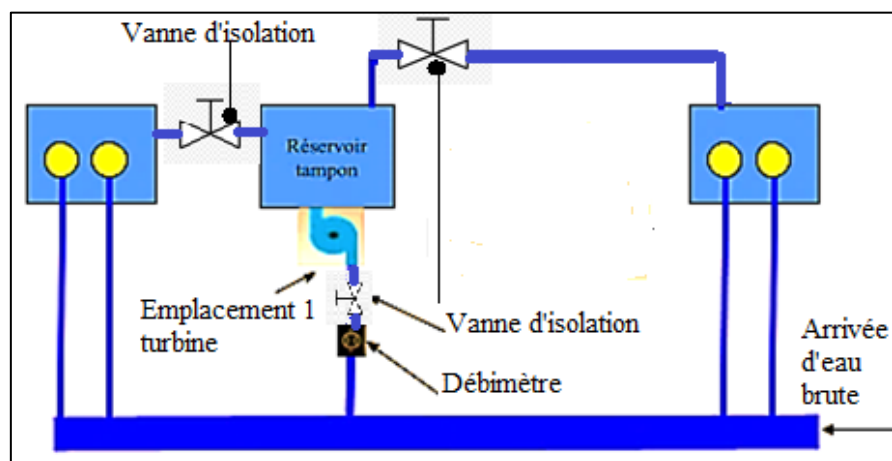 Vanne d'isolation
Réservoir
tampon
Emplacement 1
turbine
Vanne d'isolation
Débimètre
Arrivée
d'eau
brute